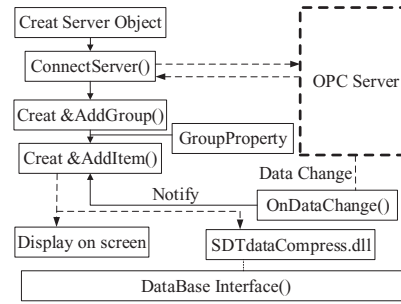 Creat Server Object
ConnectServer()
OPC Server
Creat &AddGroup()
GroupProperty
Creat &AddItem()
Data Change
Notify
OnDataChange()
Display on screen
SDTdataCompress.dll
DataBase Interface()